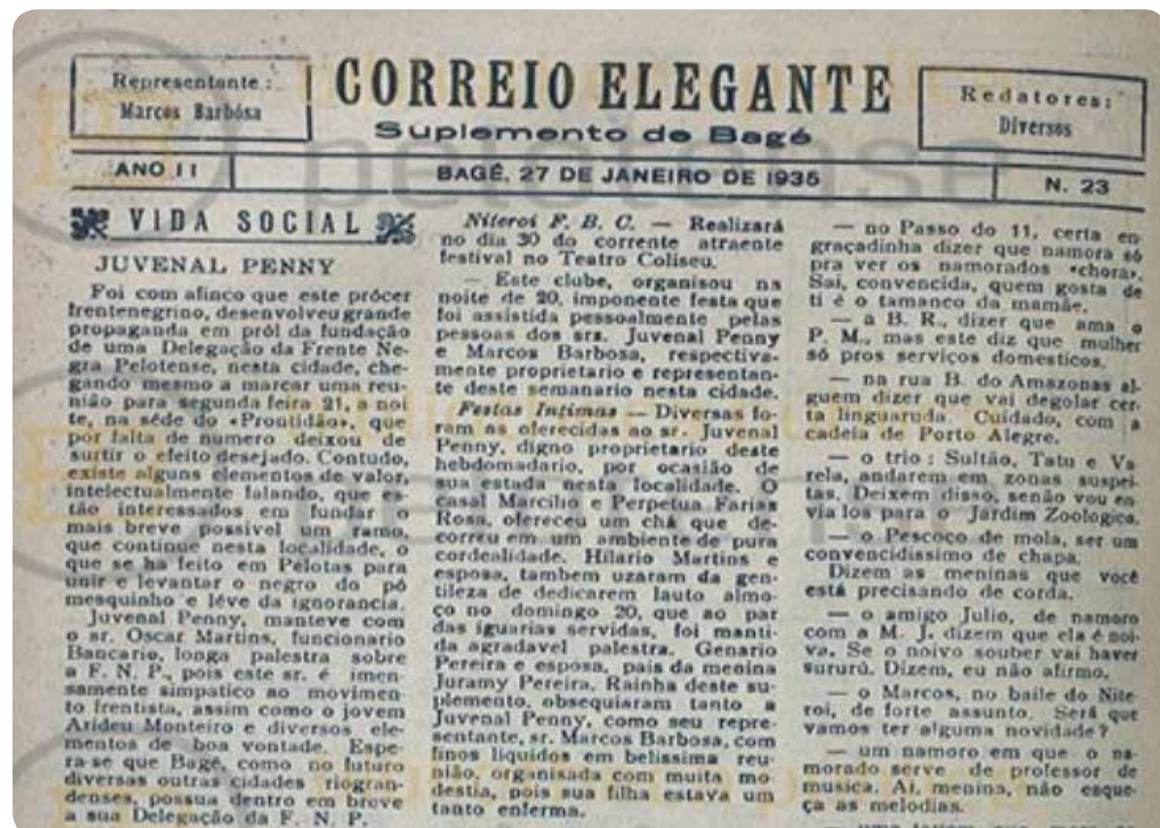 Representante:
Marcos Barbósa
CORREIO ELEGANTE
Suplemento de Bagé
Redatores:
Diversos
ANO II
BAGÉ, 27 DE JANEIRO DE 1935
N. 23
VIDA SOCIAL
JUVENAL PENNY
Foi com afinco que este prócer
frentenegrino, desenvolveu grande
propaganda em pról da fundação
de uma Delegação da Frente Ne-
gra Pelotense, nesta cidade, che-
gando mesmo a marcar uma reu-
nião para segunda feira 21, a noi
te, na séde do «Prontidão», que
por falta de numero deixou de
surtir o efeito desejado. Contudo,
existe alguns elementos de valor,
intelectualmente falando, que es-
tão interessados em fundar o
mais breve possivel um ramo,
que continue nesta localidade, o
que se ha feito em Pelotas para
unir e levantar o negro do pó
mesquinho e léve da ignorancia.
Juvenal Penny, manteve com
o sr. Oscar Martins, funcionario
Bancario, longa palestra sobre
a F. N. P., pois este sr. é imen-
samente simpatico ao movimen-
to frentista, assim como o jovem
Arideu Monteiro e diversos ele-
mentos de boa vontade. Espe-
ra-se que Bagé, como no futuro
diversas outras cidades riogran-
denses, possua dentro em breve
a sua Delegação da F. N. P.
Niteroi F. B. C. — Realizará
no dia 30 do corrente atraente
festival no Teatro Coliseu.
— Este clube, organisou na
noite de 20, imponente festa que
foi assistida pessoalmente pelas
pessoas dos srs. Juvenal Penny
e Marcos Barbosa, respectiva-
mente proprietario e representan-
te deste semanario nesta cidade.
Festas Intimas — Diversas fo-
ram as oferecidas ao sr. Juvenal
Penny, digno proprietario deste
hebdomadario, por ocasião de
sua estada nesta localidade. O
casal Marcilio e Perpetua Farias
Rosa, ofereceu um chá que de-
correu em um ambiente de pura
cordealidade. Hilario Martins e
esposa, tambem uzaram da gen-
tileza de dedicarem lauto almo-
ço no domingo 20, que ao par
das iguarias servidas, foi manti-
da agradavel palestra. Genario
Pereira e esposa, pais da menina
Juramy Pereira, Rainha deste su-
plemento, obsequiaram tanto a
Juvenal Penny, como seu repre-
sentante, sr. Marcos Barbosa, com
finos liquidos em belissima reu-
nião, organisada com muita mo-
destia, pois sua filha estava um
tanto enferma.
— no Passo do 11, certa en-
graçadinha dizer que namora só
pra ver os namorados «chora».
Sai, convencida, quem gosta de
ti é o tamanco da mamãe.
— a B. R., dizer que ama o
P. M., mas este diz que mulher
só pros serviços domesticos.
— na rua B. do Amazonas al-
guem dizer que vai degolar cer-
ta linguaruda. Cuidado, com a
cadeia de Porto Alegre.
— o trio: Sultão, Tatu e Va
rela, andarem em zonas suspei-
tas. Deixem disso, senão vou en
via los para o Jardim Zoologico.
— o Pescoço de mola, ser um
convencidissimo de chapa.
Dizem as meninas que você
está precisando de corda.
— o amigo Julio, de namoro
com a M. J. dizem que ela é noi-
va. Se o noivo souber vai haver
sururú. Dizem, eu não afirmo.
— o Marcos, no baile do Nite-
roi, de forte assunto. Será que
vamos ter alguma novidade?
— um namoro em que o na-
morado serve de professor de
musica. Ai, menina, não esque-
ça as melodias.
pelotense